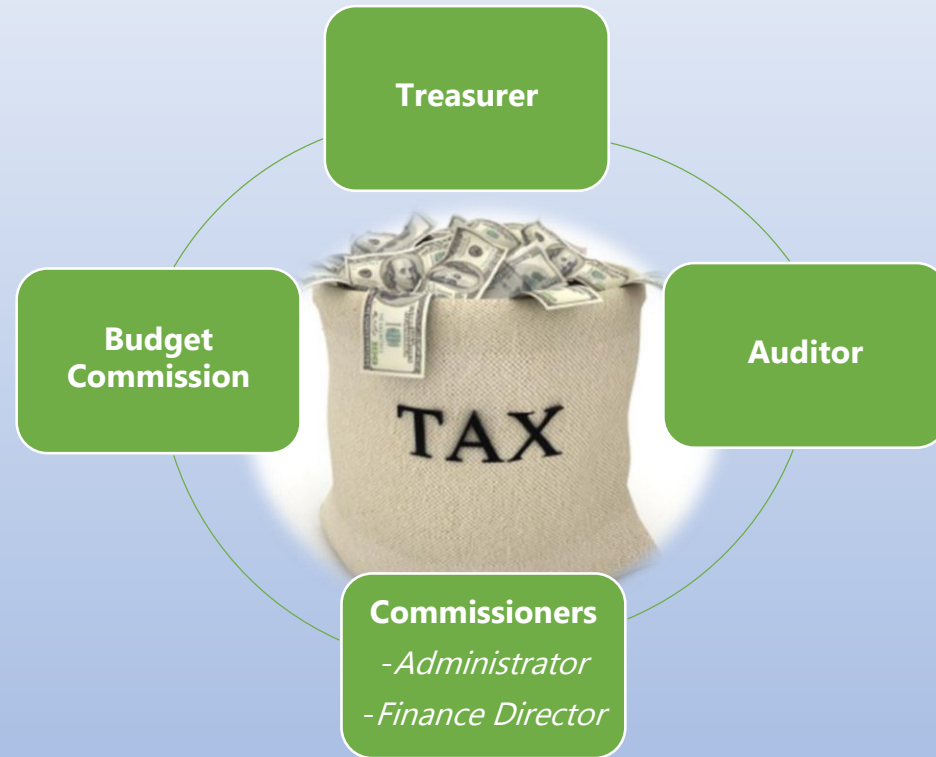 Treasurer
Budget
Commission
Auditor
TAX
Commissioners
-Administrator
-Finance Director